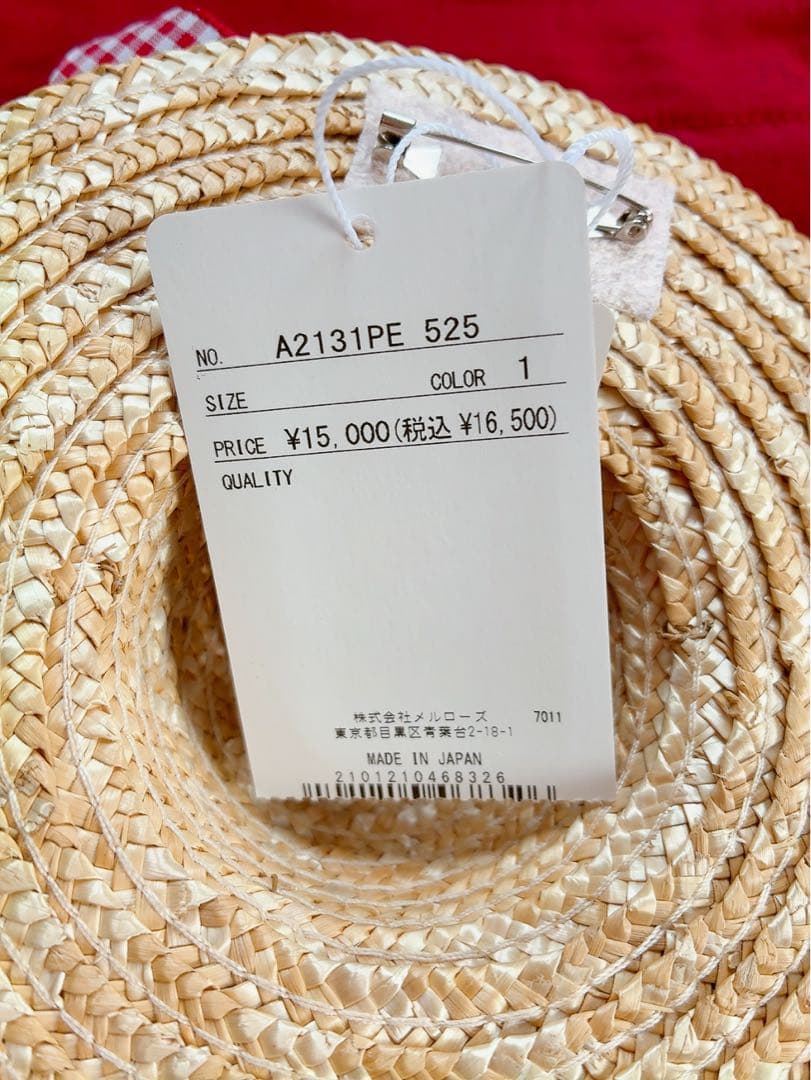 NO. A2131PE 525
SIZE COLOR 1
PRICE ¥15,000(税込 ¥16,500)
QUALITY
株式会社メルローズ 7011
東京都目黒区青葉台2-18-1
MADE IN JAPAN
2101210468326